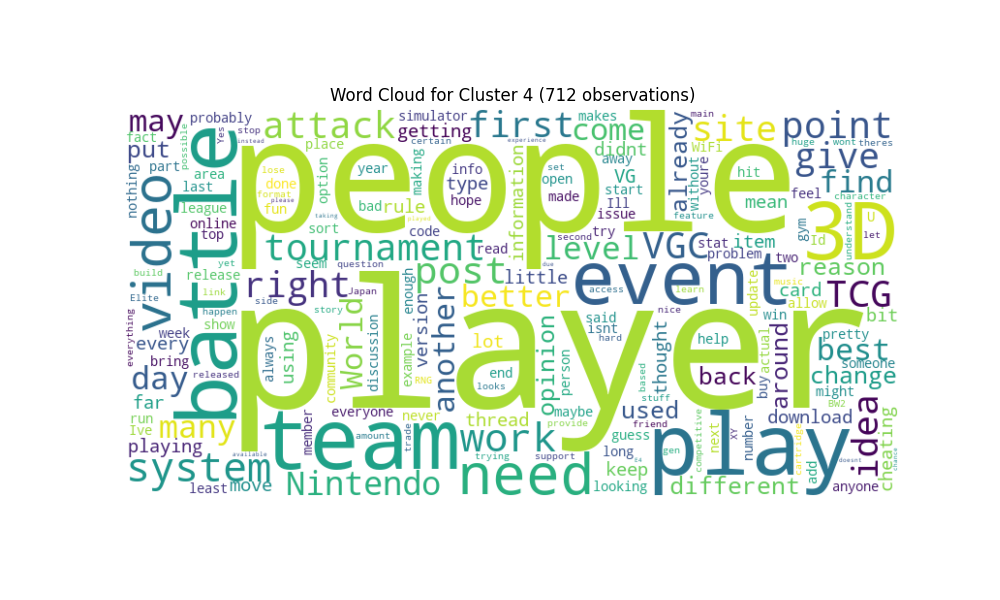 Word Cloud for Cluster 4 (712 observations)
may
probably
attack
simulator
first
makes
come
already
main
site
huge
wont
theres
point
fact
stop
Yes
possible
instead
place
getting
certain
experience
didnt
WiFi
put
part
people
give
nothing
area
last
lose
done
format
please
fun
option
year
bad
rule
making
info
type
hope
information
set
open
made
away
VG
start
Ill
issue
without
youre
feature
hit
mean
feel
character
find
video
battle
league
online
top
taking
sort
code
played
read
second
try
level
VGC
stat
problem
item
two
gym
Id
3D
understand
U
let
yet
tournament
seem
question
post
little
event
reason
build
release
link
right
Japan
enough
version
better
access
nice
update
music
card
allow
TCG
bit
Elite
happen
side
story
World
another
lot
said
isnt
hard
everything
week
show
every
always
using
community
discussion
example
RNG
player
end
looks
opinion
person
based
stuff
thought
help
actual
win
around
pretty
best
someone
bring
released
day
far
back
buy
change
might
BW2
run
Ive
many
member
everyone
amount
never
trade
thread
maybe
provide
used
friend
competitive
next
XY
number
download
idea
cheating
chance
playing
available
team
trying
work
support
guess
long
gen
learn
play
cartridge
add
doesnt
system
least
move
Nintendo
need
due
looking
keep
E4
different
anyone